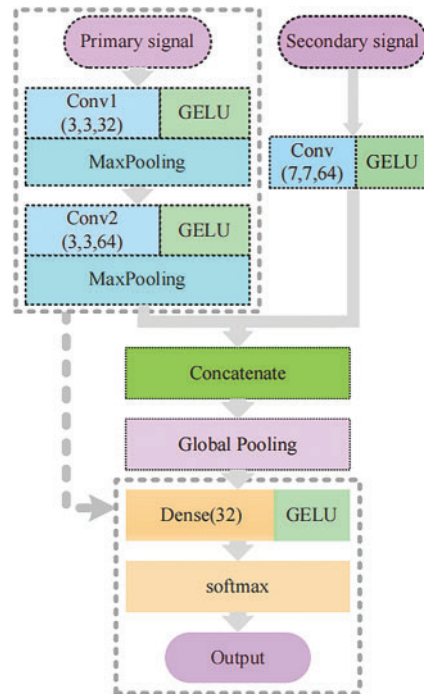 Primary signal
Secondary signal
Conv1
(3,3,32)
GELU
MaxPooling
Conv
(7,7,64)
GELU
Conv2
(3,3,64)
GELU
MaxPooling
Concatenate
Global Pooling
Dense(32)
GELU
softmax
Output